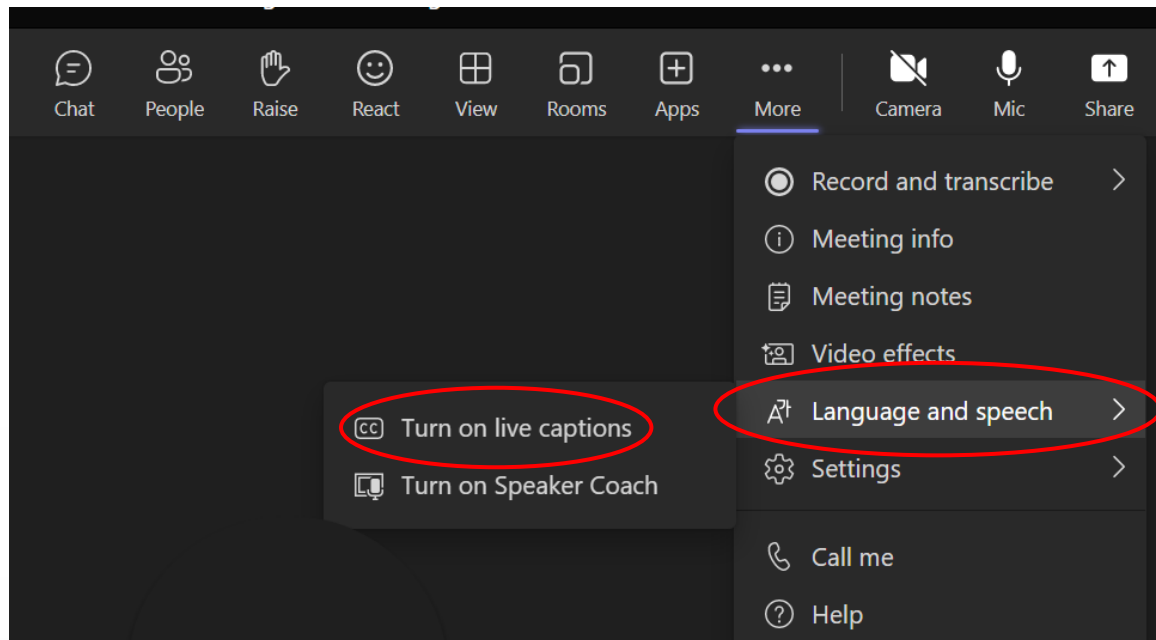 Chat People Raise React View Rooms Apps More Camera Mic Share
Record and transcribe
Meeting info
Meeting notes
Video effects
Language and speech
CC Turn on live captions
Settings
Turn on Speaker Coach
Call me
Help